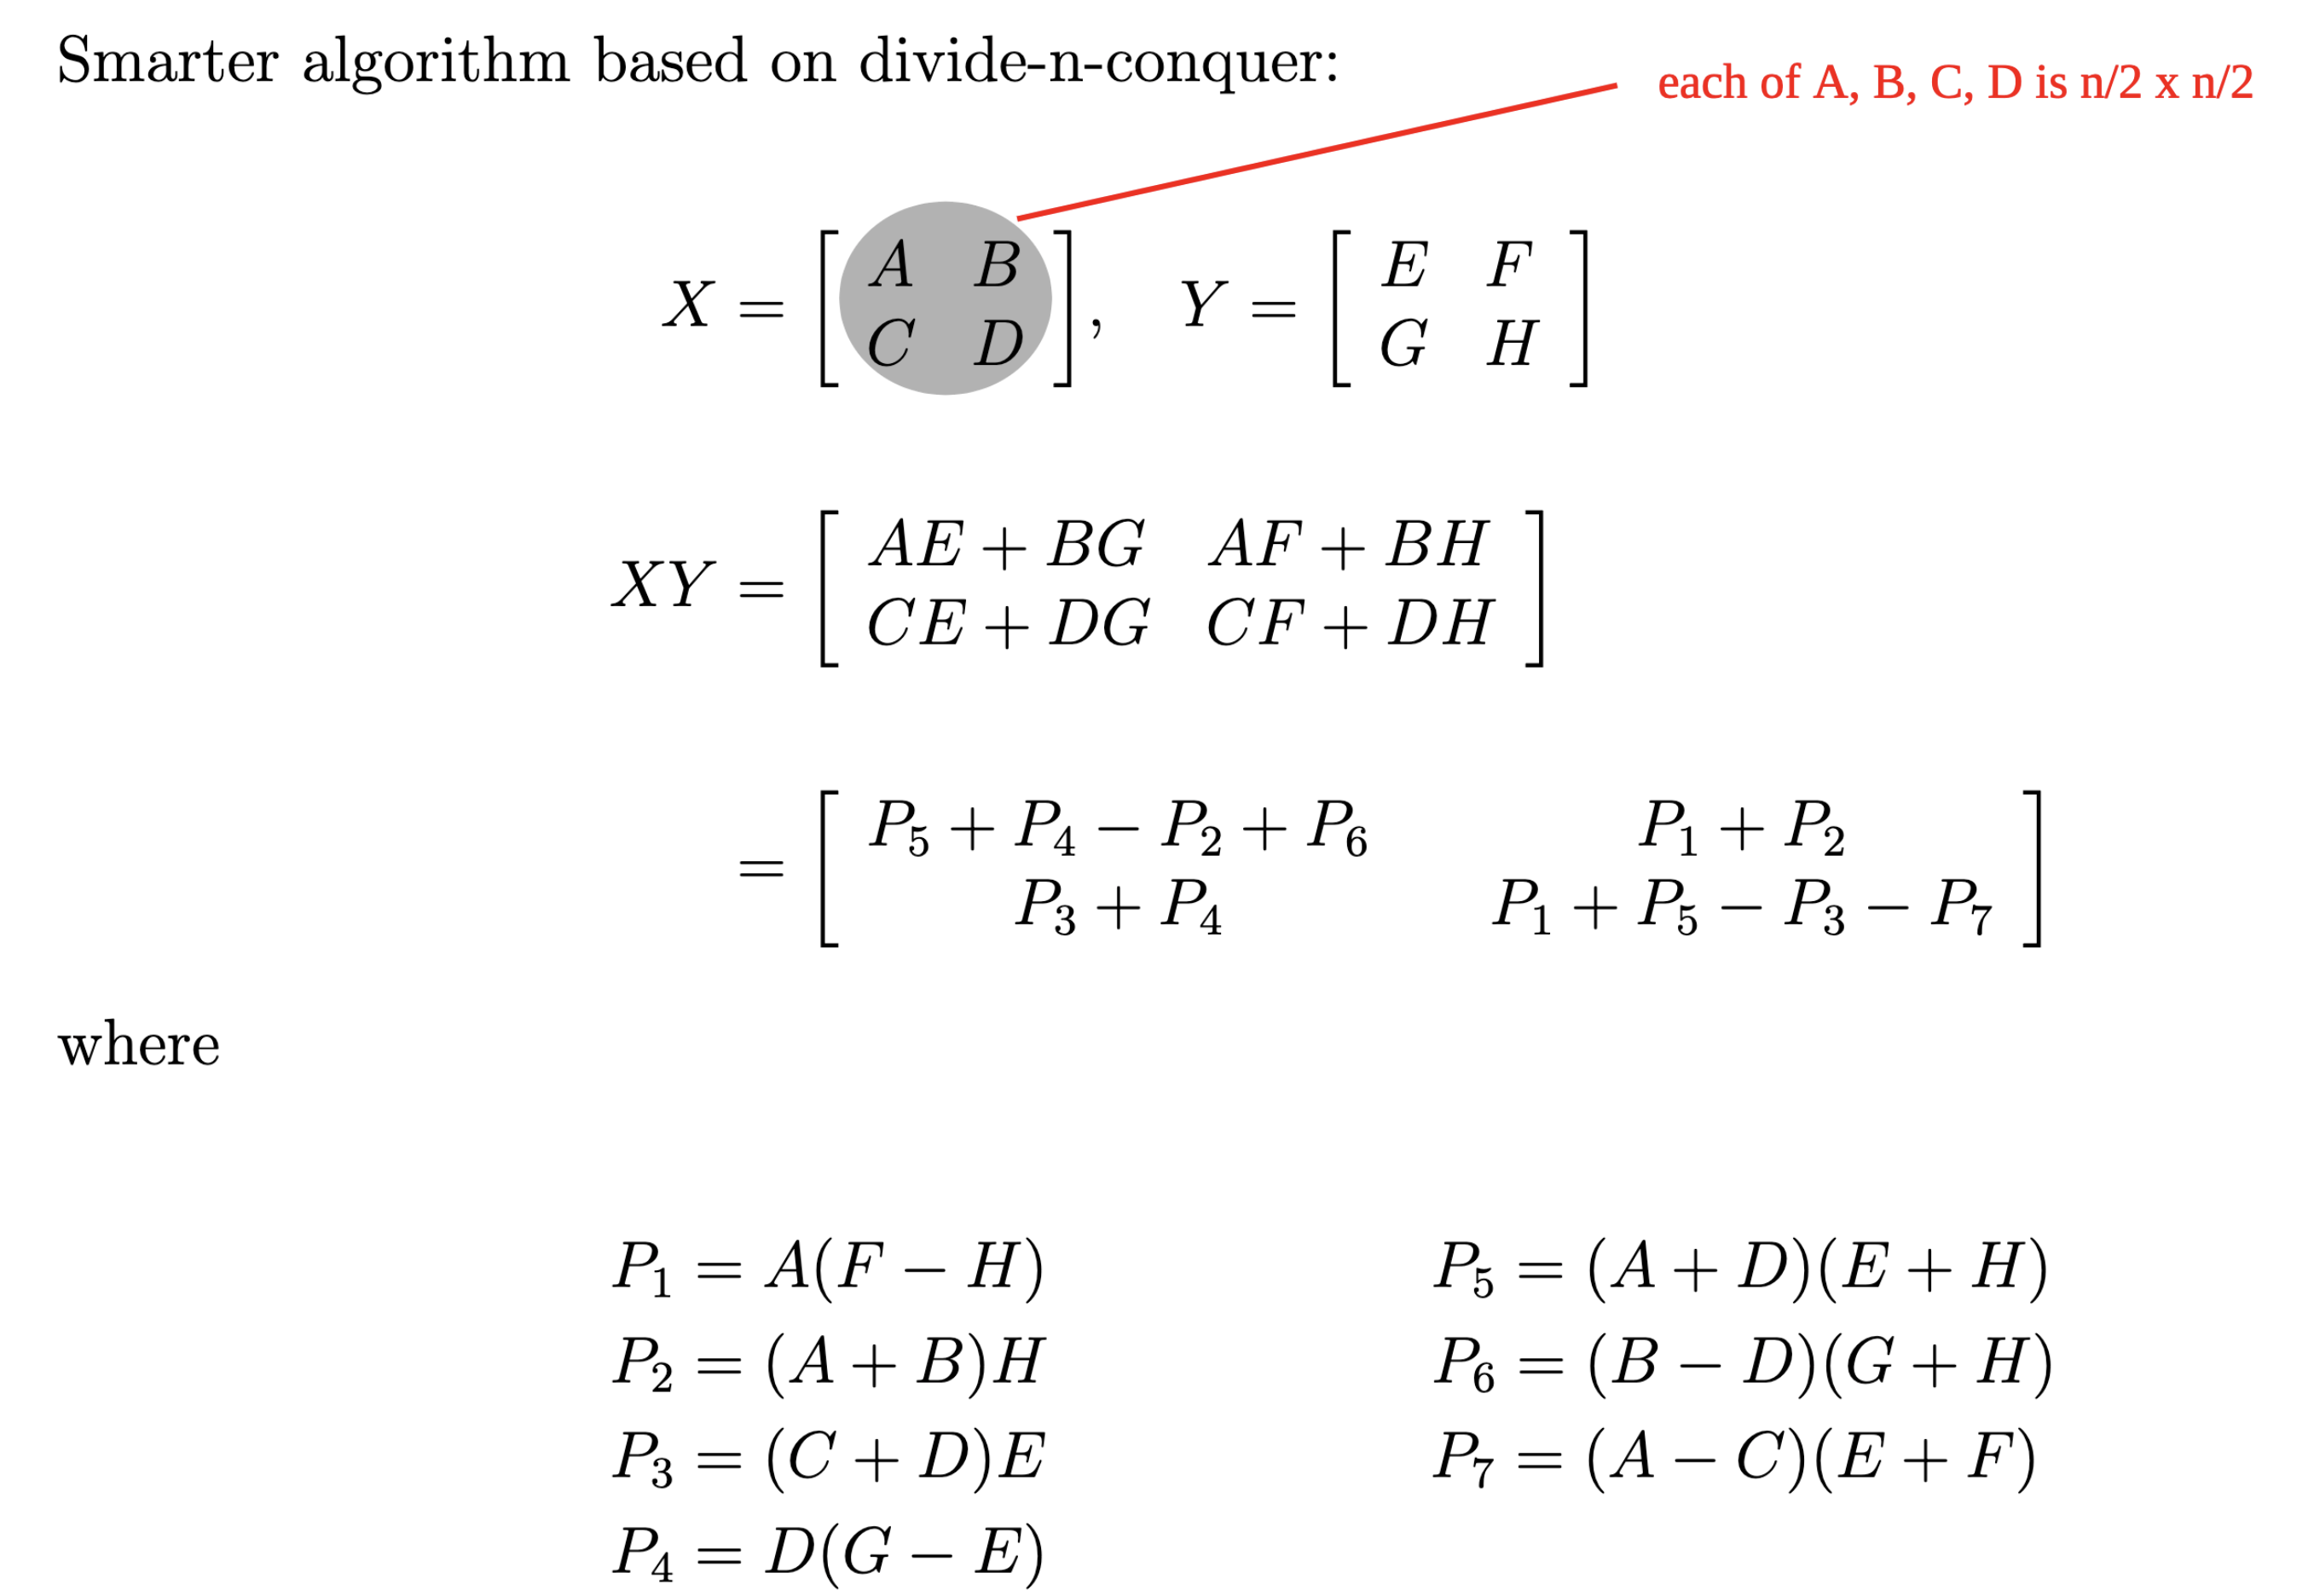 Smarter algorithm based on divide-n-conquer:
each of A, B, C, D is n/2 x n/2
X = [ A B
C D ], Y = [ E F
G H ]
XY = [ AE + BG AF + BH
CE + DG CF + DH ]
= [ P₅ + P₄ − P₂ + P₆ P₁ + P₂
P₃ + P₄ P₁ + P₅ − P₃ − P₇ ]
where
P₁ = A(F − H) P₅ = (A + D)(E + H)
P₂ = (A + B)H P₆ = (B − D)(G + H)
P₃ = (C + D)E P₇ = (A − C)(E + F)
P₄ = D(G − E)